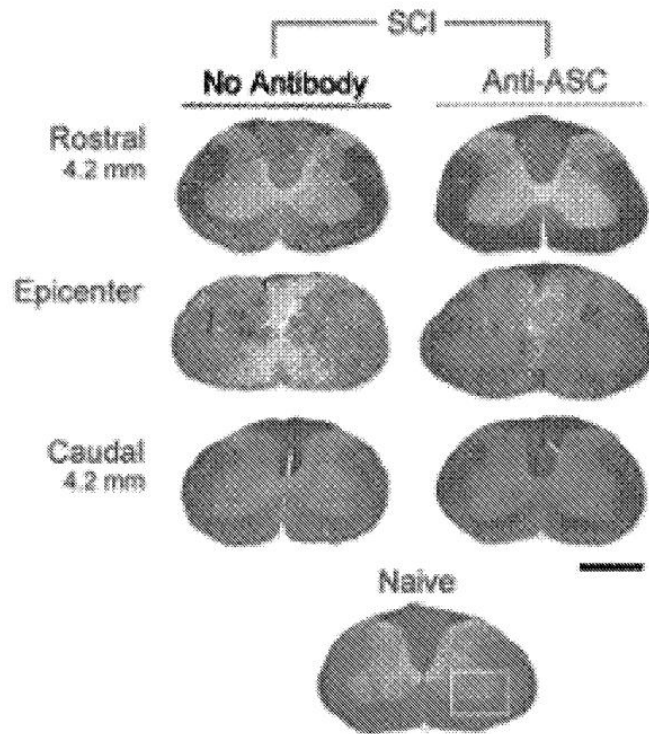 SCI
No Antibody
Anti-ASC
Rostral
4.2 mm
Epicenter
Caudal
4.2 mm
Naive